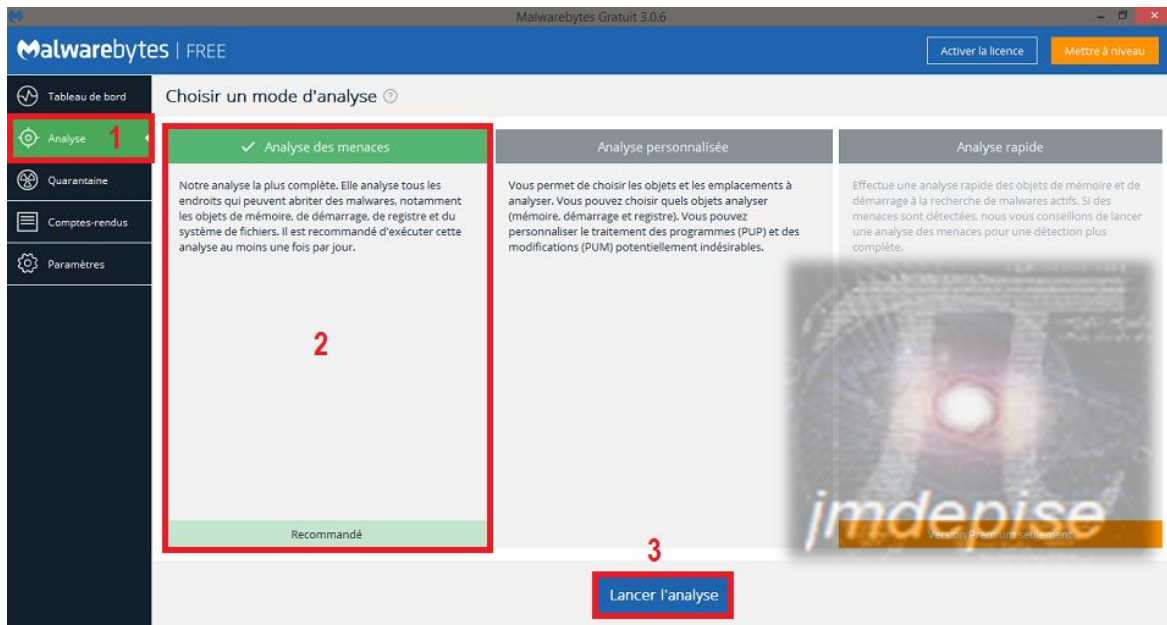 Malwarebytes Gratuit 3.0.6
Malwarebytes | FREE
Activer la licence
Mettre à niveau
Tableau de bord
Analyse
1
Quarantaine
Comptes-rendus
Paramètres
Choisir un mode d'analyse
Analyse des menaces
Notre analyse la plus complète. Elle analyse tous les
endroits qui peuvent abriter des malwares, notamment
les objets de mémoire, de démarrage, de registre et du
système de fichiers. Il est recommandé d'exécuter cette
analyse au moins une fois par jour.
2
Recommandé
Analyse personnalisée
Vous permet de choisir les objets et les emplacements à
analyser. Vous pouvez choisir quels objets analyser
(mémoire, démarrage et registre). Vous pouvez
personnaliser le traitement des programmes (PUP) et des
modifications (PUM) potentiellement indésirables.
Analyse rapide
Effectue une analyse rapide des objets de mémoire et de
démarrage à la recherche de malwares actifs. Si des
menaces sont détectées, nous vous conseillons de lancer
une analyse des menaces pour une détection plus
complète.
jmdepise
Version Premium seulement
3
Lancer l'analyse